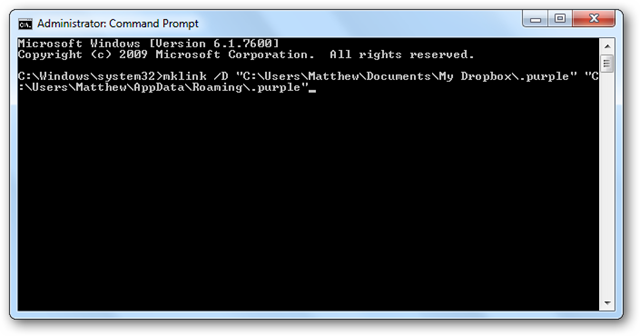 Administrator: Command Prompt
Microsoft Windows [Version 6.1.7600]
Copyright (c) 2009 Microsoft Corporation.  All rights reserved.
C:\Windows\system32>mklink /D "C:\Users\Matthew\Documents\My Dropbox\.purple" "C
:\Users\Matthew\AppData\Roaming\.purple"_